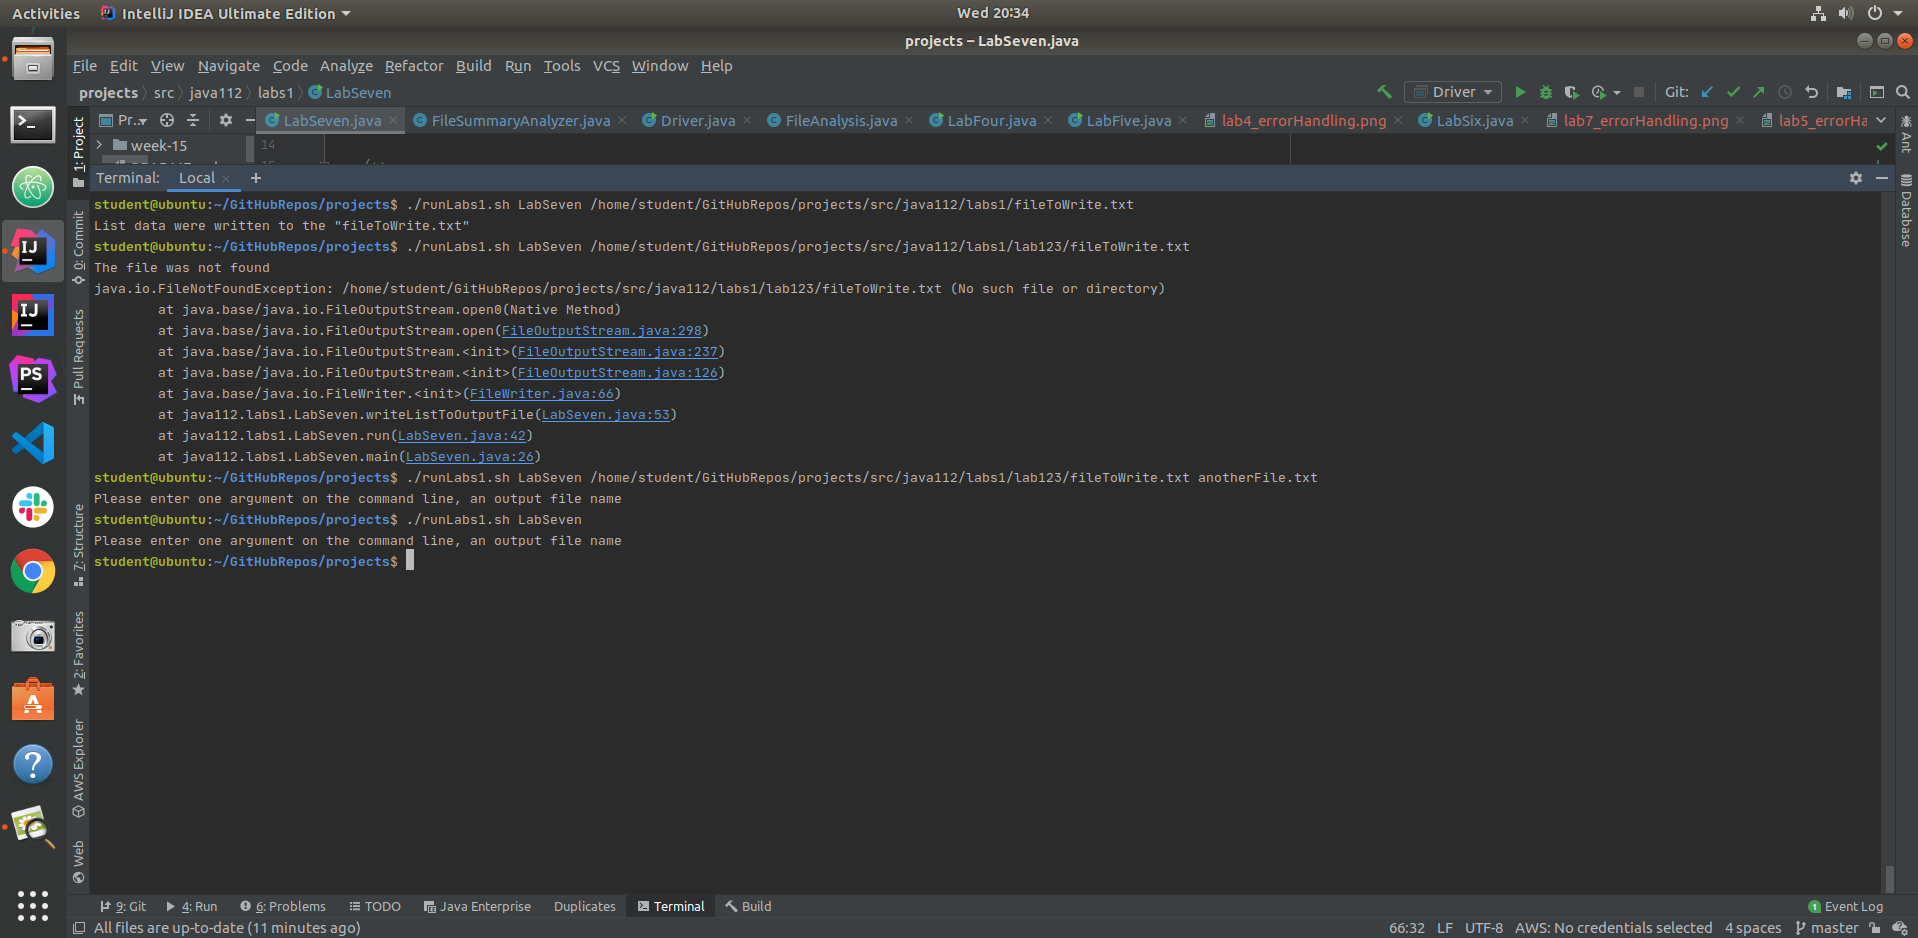 Activities IntelliJ IDEA Ultimate Edition Wed 20:34
projects – LabSeven.java
File Edit View Navigate Code Analyze Refactor Build Run Tools VCS Window Help
projects src java112 labs1 LabSeven Driver Git:
1: Project Pr... LabSeven.java FileSummaryAnalyzer.java Driver.java FileAnalysis.java LabFour.java LabFive.java lab4_errorHandling.png LabSix.java lab7_errorHandling.png lab5_errorHa Ant
week-15 14
Terminal: Local +
student@ubuntu:~/GitHubRepos/projects$ ./runLabs1.sh LabSeven /home/student/GitHubRepos/projects/src/java112/labs1/fileToWrite.txt
List data were written to the "fileToWrite.txt"
student@ubuntu:~/GitHubRepos/projects$ ./runLabs1.sh LabSeven /home/student/GitHubRepos/projects/src/java112/labs1/lab123/fileToWrite.txt
The file was not found
java.io.FileNotFoundException: /home/student/GitHubRepos/projects/src/java112/labs1/lab123/fileToWrite.txt (No such file or directory)
at java.base/java.io.FileOutputStream.open0(Native Method)
at java.base/java.io.FileOutputStream.open(FileOutputStream.java:298)
at java.base/java.io.FileOutputStream.<init>(FileOutputStream.java:237)
at java.base/java.io.FileOutputStream.<init>(FileOutputStream.java:126)
at java.base/java.io.FileWriter.<init>(FileWriter.java:66)
at java112.labs1.LabSeven.writeListToOutputFile(LabSeven.java:53)
at java112.labs1.LabSeven.run(LabSeven.java:42)
at java112.labs1.LabSeven.main(LabSeven.java:26)
student@ubuntu:~/GitHubRepos/projects$ ./runLabs1.sh LabSeven /home/student/GitHubRepos/projects/src/java112/labs1/lab123/fileToWrite.txt anotherFile.txt
Please enter one argument on the command line, an output file name
student@ubuntu:~/GitHubRepos/projects$ ./runLabs1.sh LabSeven
Please enter one argument on the command line, an output file name
student@ubuntu:~/GitHubRepos/projects$
0: Commit
Pull Requests
7: Structure
2: Favorites
AWS Explorer
Web
Database
IJ
IJ
PS
9: Git 4: Run 6: Problems TODO Java Enterprise Duplicates Terminal Build 1 Event Log
All files are up-to-date (11 minutes ago) 66:32 LF UTF-8 AWS: No credentials selected 4 spaces master